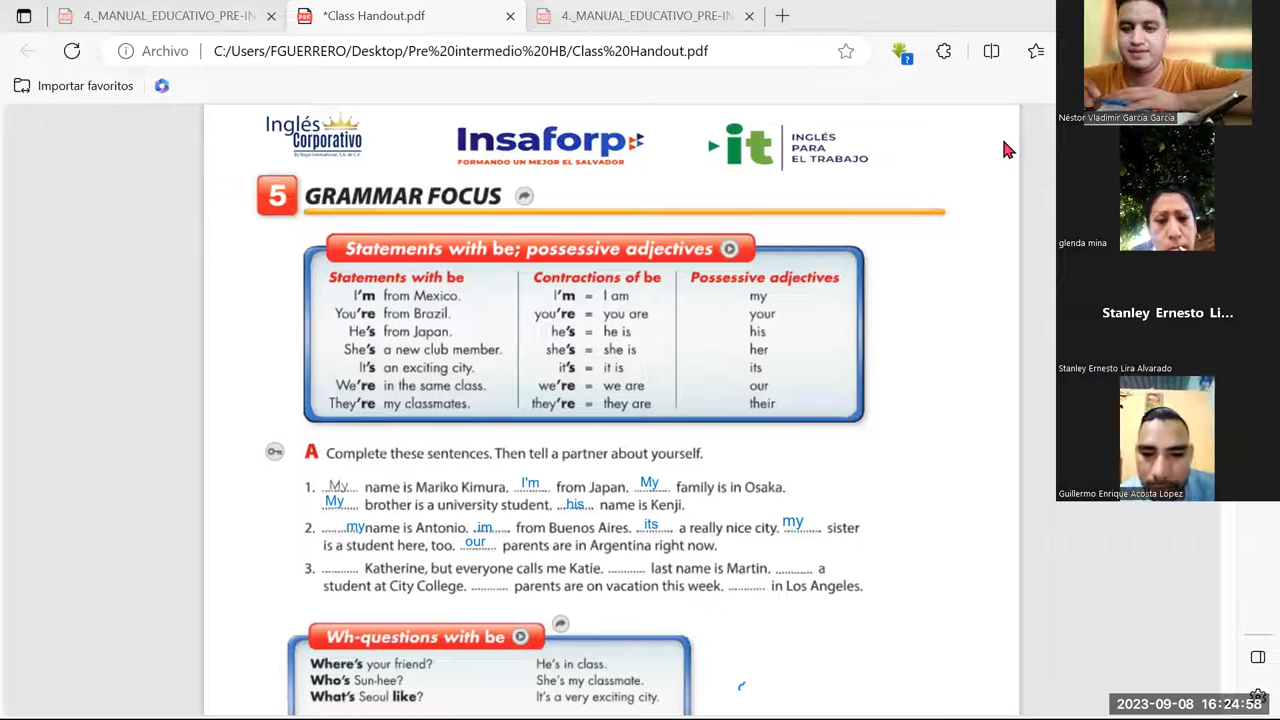 4_._MANUAL_EDUCATIVO_PRE-IN
*Class Handout.pdf
4_._MANUAL_EDUCATIVO_PRE-IN
Archivo C:/Users/FGUERRERO/Desktop/Pre%20intermedio%20HB/Class%20Handout.pdf
Importar favoritos
Inglés Corporativo
Insaforp
FORMANDO UN MEJOR EL SALVADOR
it INGLÉS PARA EL TRABAJO
5 GRAMMAR FOCUS
Statements with be; possessive adjectives
Statements with be Contractions of be Possessive adjectives
I'm from Mexico. I'm = I am my
You're from Brazil. you're = you are your
He's from Japan. he's = he is his
She's a new club member. she's = she is her
It's an exciting city. it's = it is its
We're in the same class. we're = we are our
They're my classmates. they're = they are their
A Complete these sentences. Then tell a partner about yourself.
1. My name is Mariko Kimura. I'm from Japan. My family is in Osaka.
My brother is a university student. his name is Kenji.
2. my name is Antonio. im from Buenos Aires. its a really nice city. my sister
is a student here, too. our parents are in Argentina right now.
3. ......... Katherine, but everyone calls me Katie. ......... last name is Martin. ......... a
student at City College. ......... parents are on vacation this week. ......... in Los Angeles.
Wh-questions with be
Where's your friend? He's in class.
Who's Sun-hee? She's my classmate.
What's Seoul like? It's a very exciting city.
Néstor Vladimir García García
glenda mina
Stanley Ernesto Li...
Stanley Ernesto Lira Alvarado
Guillermo Enrique Acosta López
2023-09-08 16:24:58